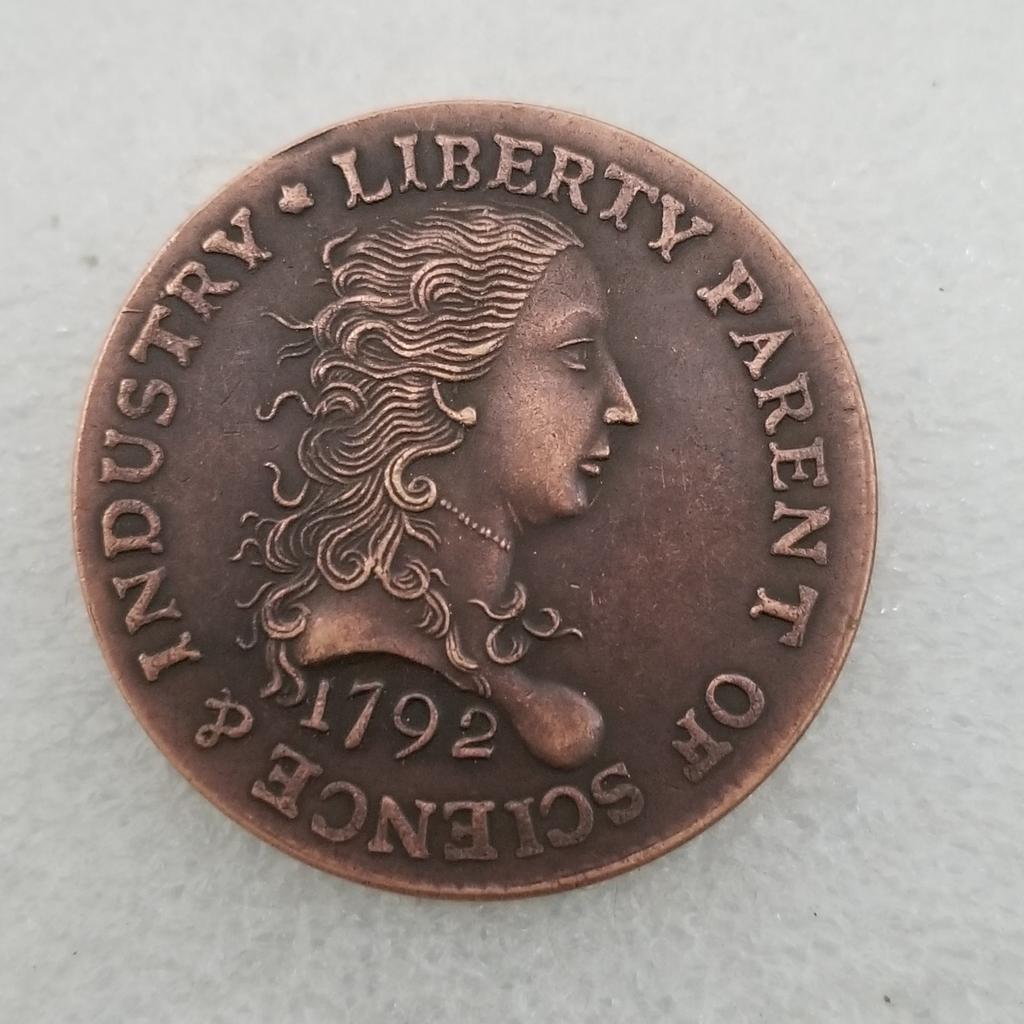 LIBERTY PARENT OF SCIENCE & INDUSTRY
1792